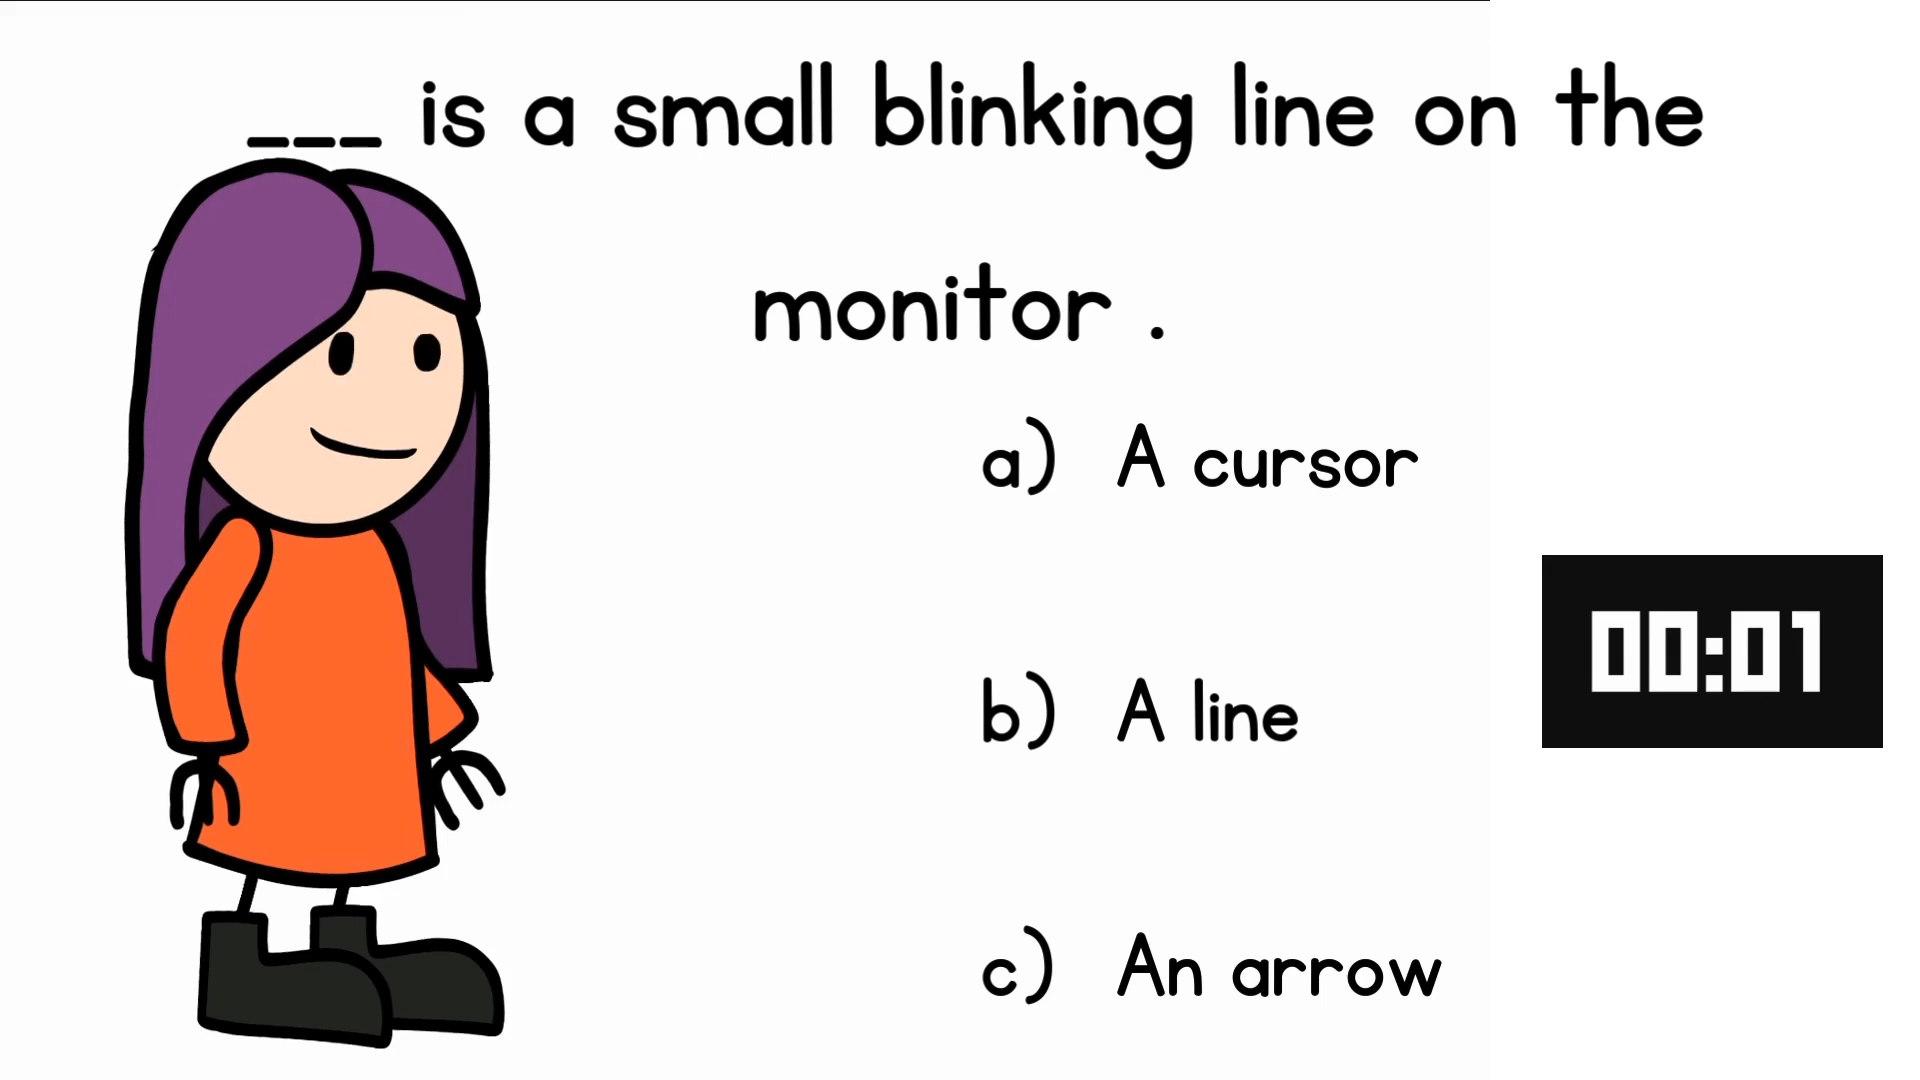 ___ is a small blinking line on the
monitor .
a) A cursor
b) A line
00:01
c) An arrow